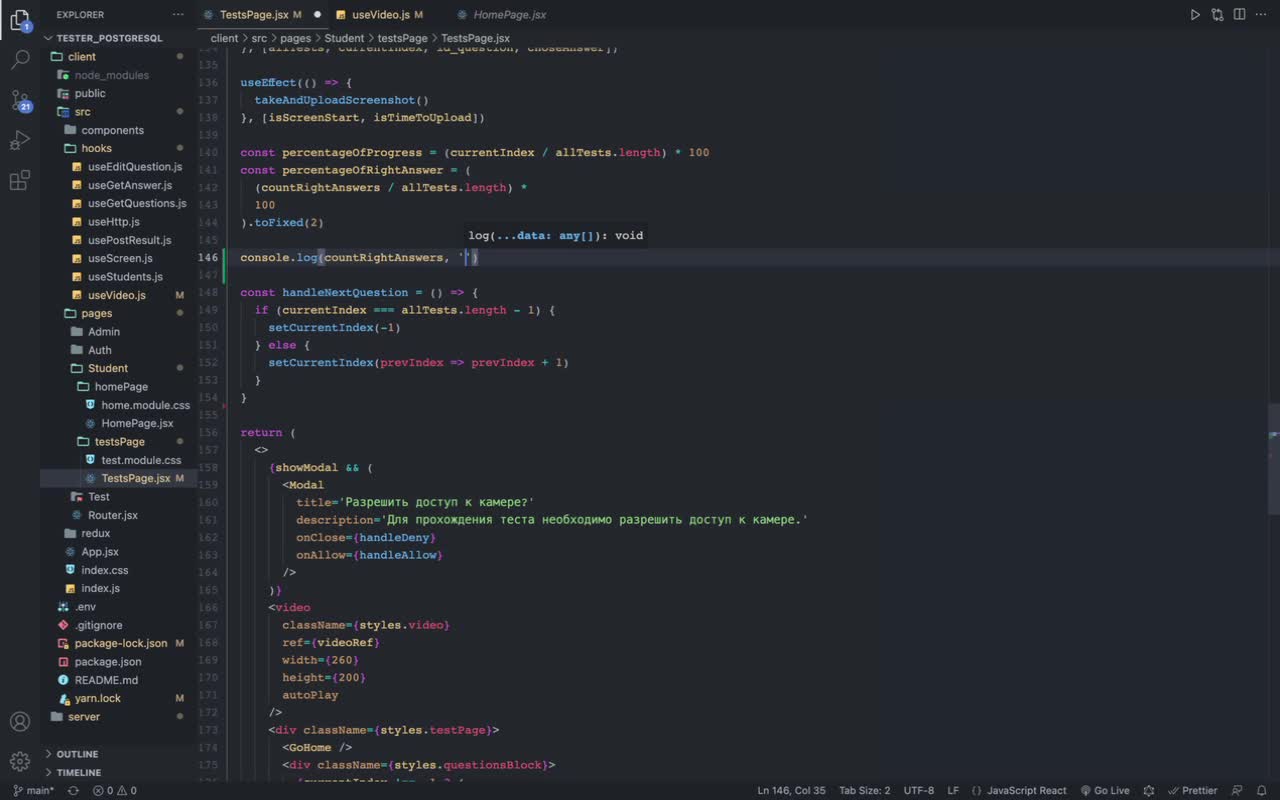 EXPLORER
TestsPage.jsx M
useVideo.js M
HomePage.jsx
TESTER_POSTGRESQL
client > src > pages > Student > testsPage > TestsPage.jsx
client
node_modules
public
src
components
hooks
useEditQuestion.js
useGetAnswer.js
useGetQuestions.js
useHttp.js
usePostResult.js
useScreen.js
useStudents.js
useVideo.js M
pages
Admin
Auth
Student
homePage
home.module.css
HomePage.jsx
testsPage
test.module.css
TestsPage.jsx M
Test
Router.jsx
redux
App.jsx
index.css
index.js
.env
.gitignore
package-lock.json M
package.json
README.md
yarn.lock M
server
OUTLINE
TIMELINE
1
21
134 }, [allTests, currentIndex, id_question, choseAnswer])
135
136 useEffect(() => {
137 takeAndUploadScreenshot()
138 }, [isScreenStart, isTimeToUpload])
139
140 const percentageOfProgress = (currentIndex / allTests.length) * 100
141 const percentageOfRightAnswer = (
142 (countRightAnswers / allTests.length) *
143 100
144 ).toFixed(2)
145
log(...data: any[]): void
146 console.log(countRightAnswers, '')
147
148 const handleNextQuestion = () => {
149 if (currentIndex === allTests.length - 1) {
150 setCurrentIndex(-1)
151 } else {
152 setCurrentIndex(prevIndex => prevIndex + 1)
153 }
154 }
155
156 return (
157 <>
158 {showModal && (
159 <Modal
160 title='Разрешить доступ к камере?'
161 description='Для прохождения теста необходимо разрешить доступ к камере.'
162 onClose={handleDeny}
163 onAllow={handleAllow}
164 />
165 )}
166 <video
167 className={styles.video}
168 ref={videoRef}
169 width={260}
170 height={200}
171 autoPlay
172 />
173 <div className={styles.testPage}>
174 <GoHome />
175 <div className={styles.questionsBlock}>
main* 0 0
Ln 146, Col 35 Tab Size: 2 UTF-8 LF {} JavaScript React Go Live Prettier